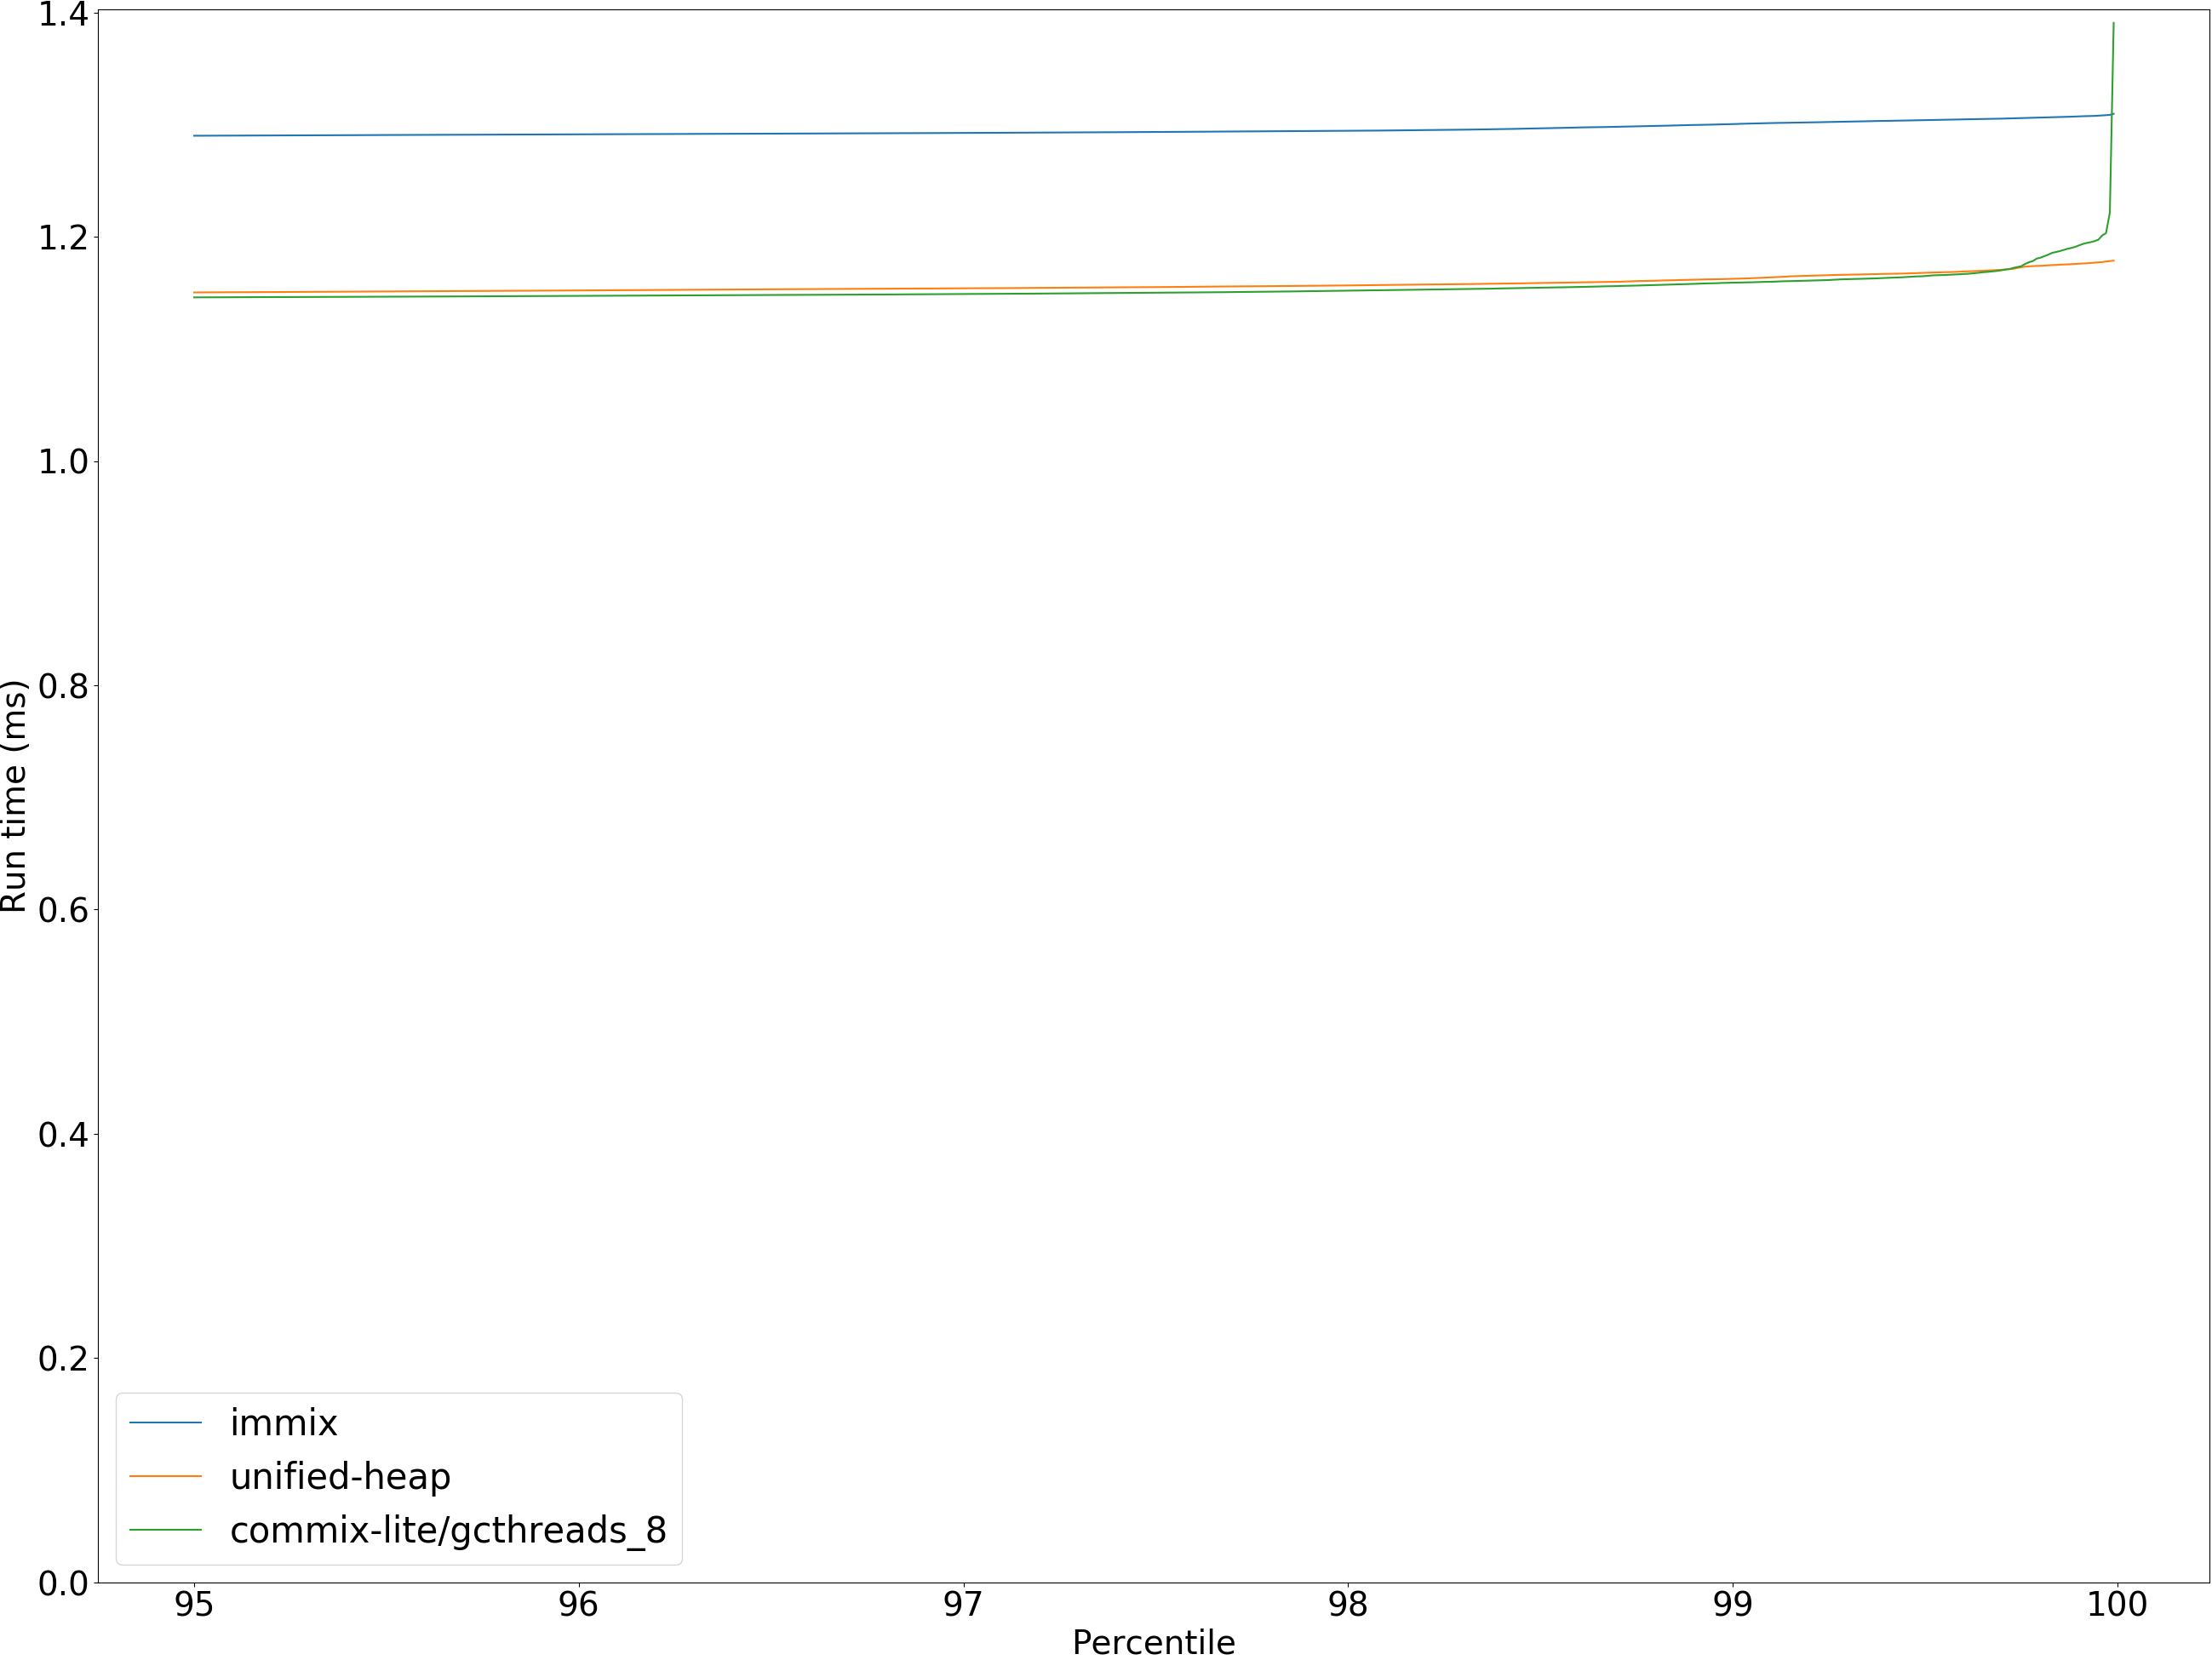 1.4
1.2
1.0
0.8
0.6
0.4
0.2
0.0
Run time (ms)
immix
unified-heap
commix-lite/gcthreads_8
95 96 97 98 99 100
Percentile